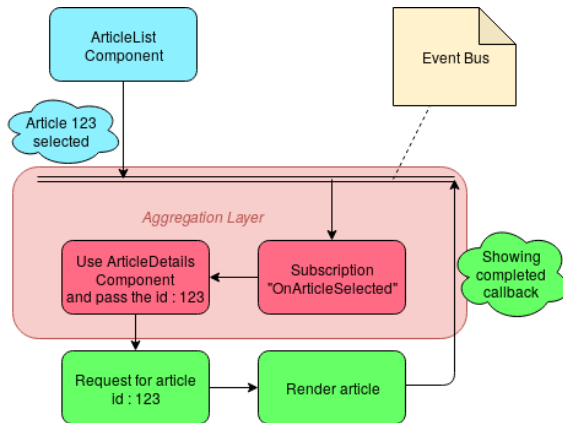 ArticleList
Component
Event Bus
Article 123
selected
Aggregation Layer
Use ArticleDetails
Component
and pass the id : 123
Subscription
"OnArticleSelected"
Showing
completed
callback
Request for article
id : 123
Render article